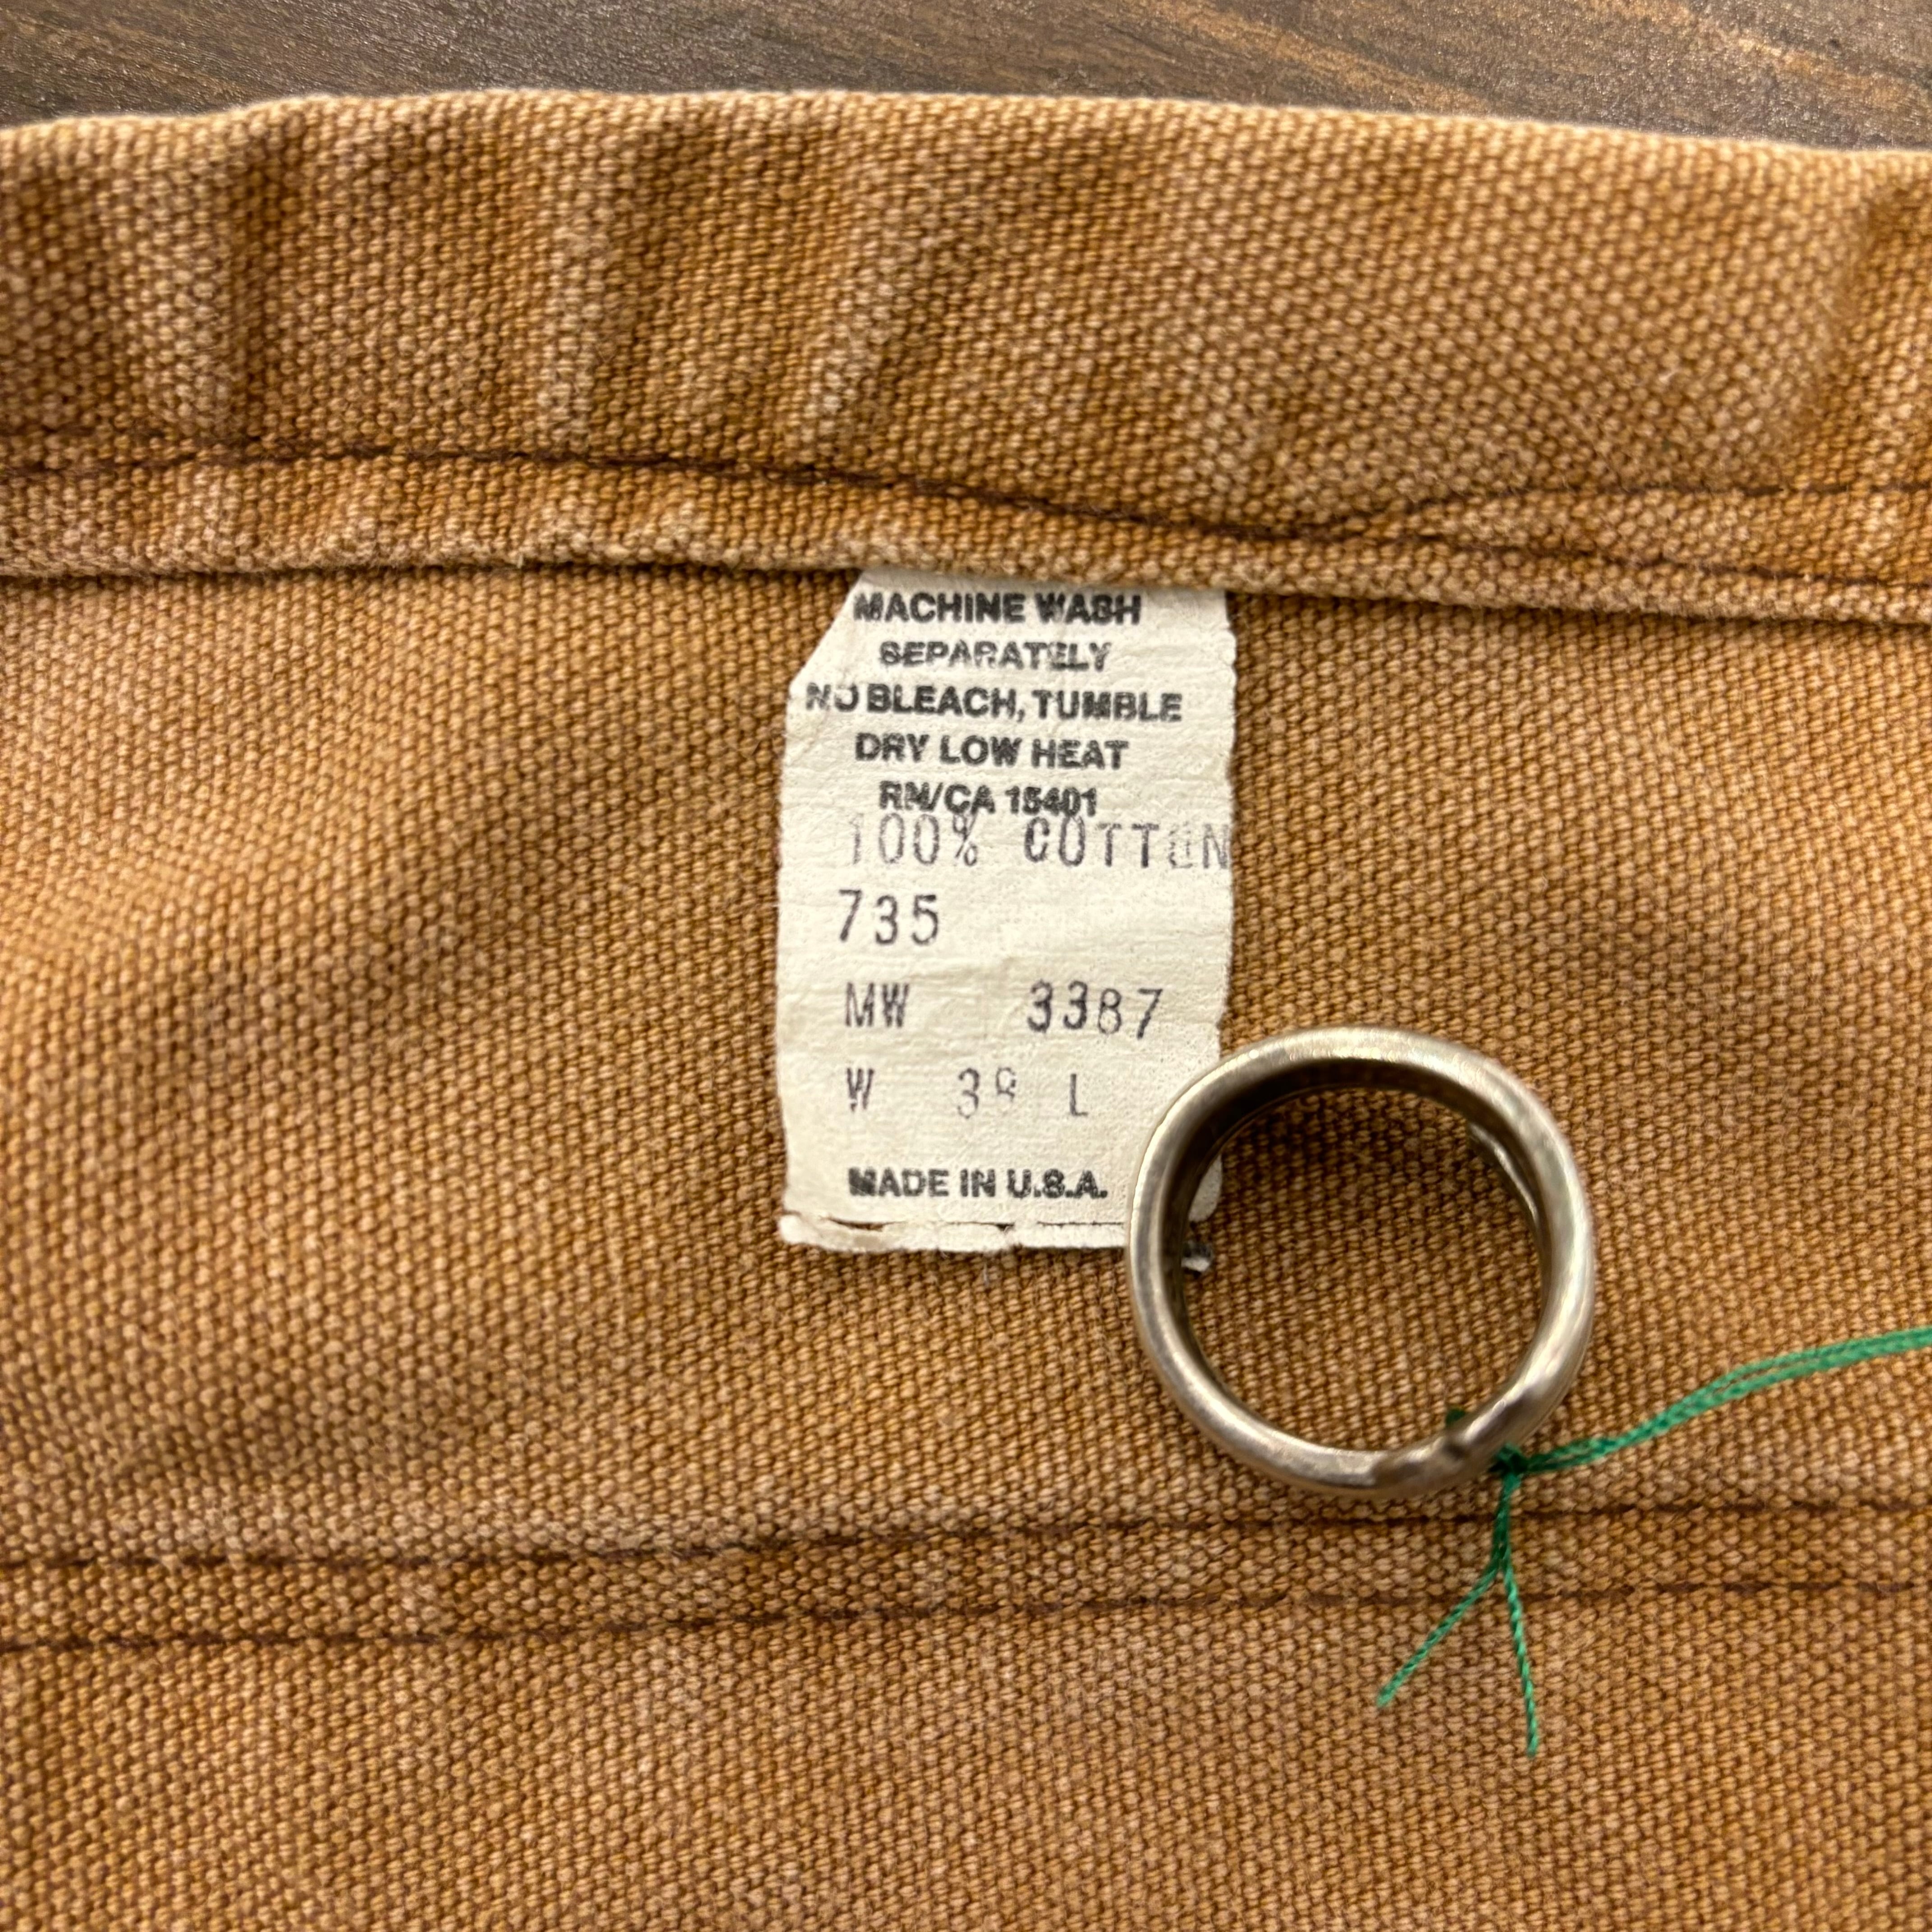 MACHINE WASH
SEPARATELY
NO BLEACH, TUMBLE
DRY LOW HEAT
RN/CA 15401
100% COTTON
735
MW 3387
W 38 L
MADE IN U.S.A.